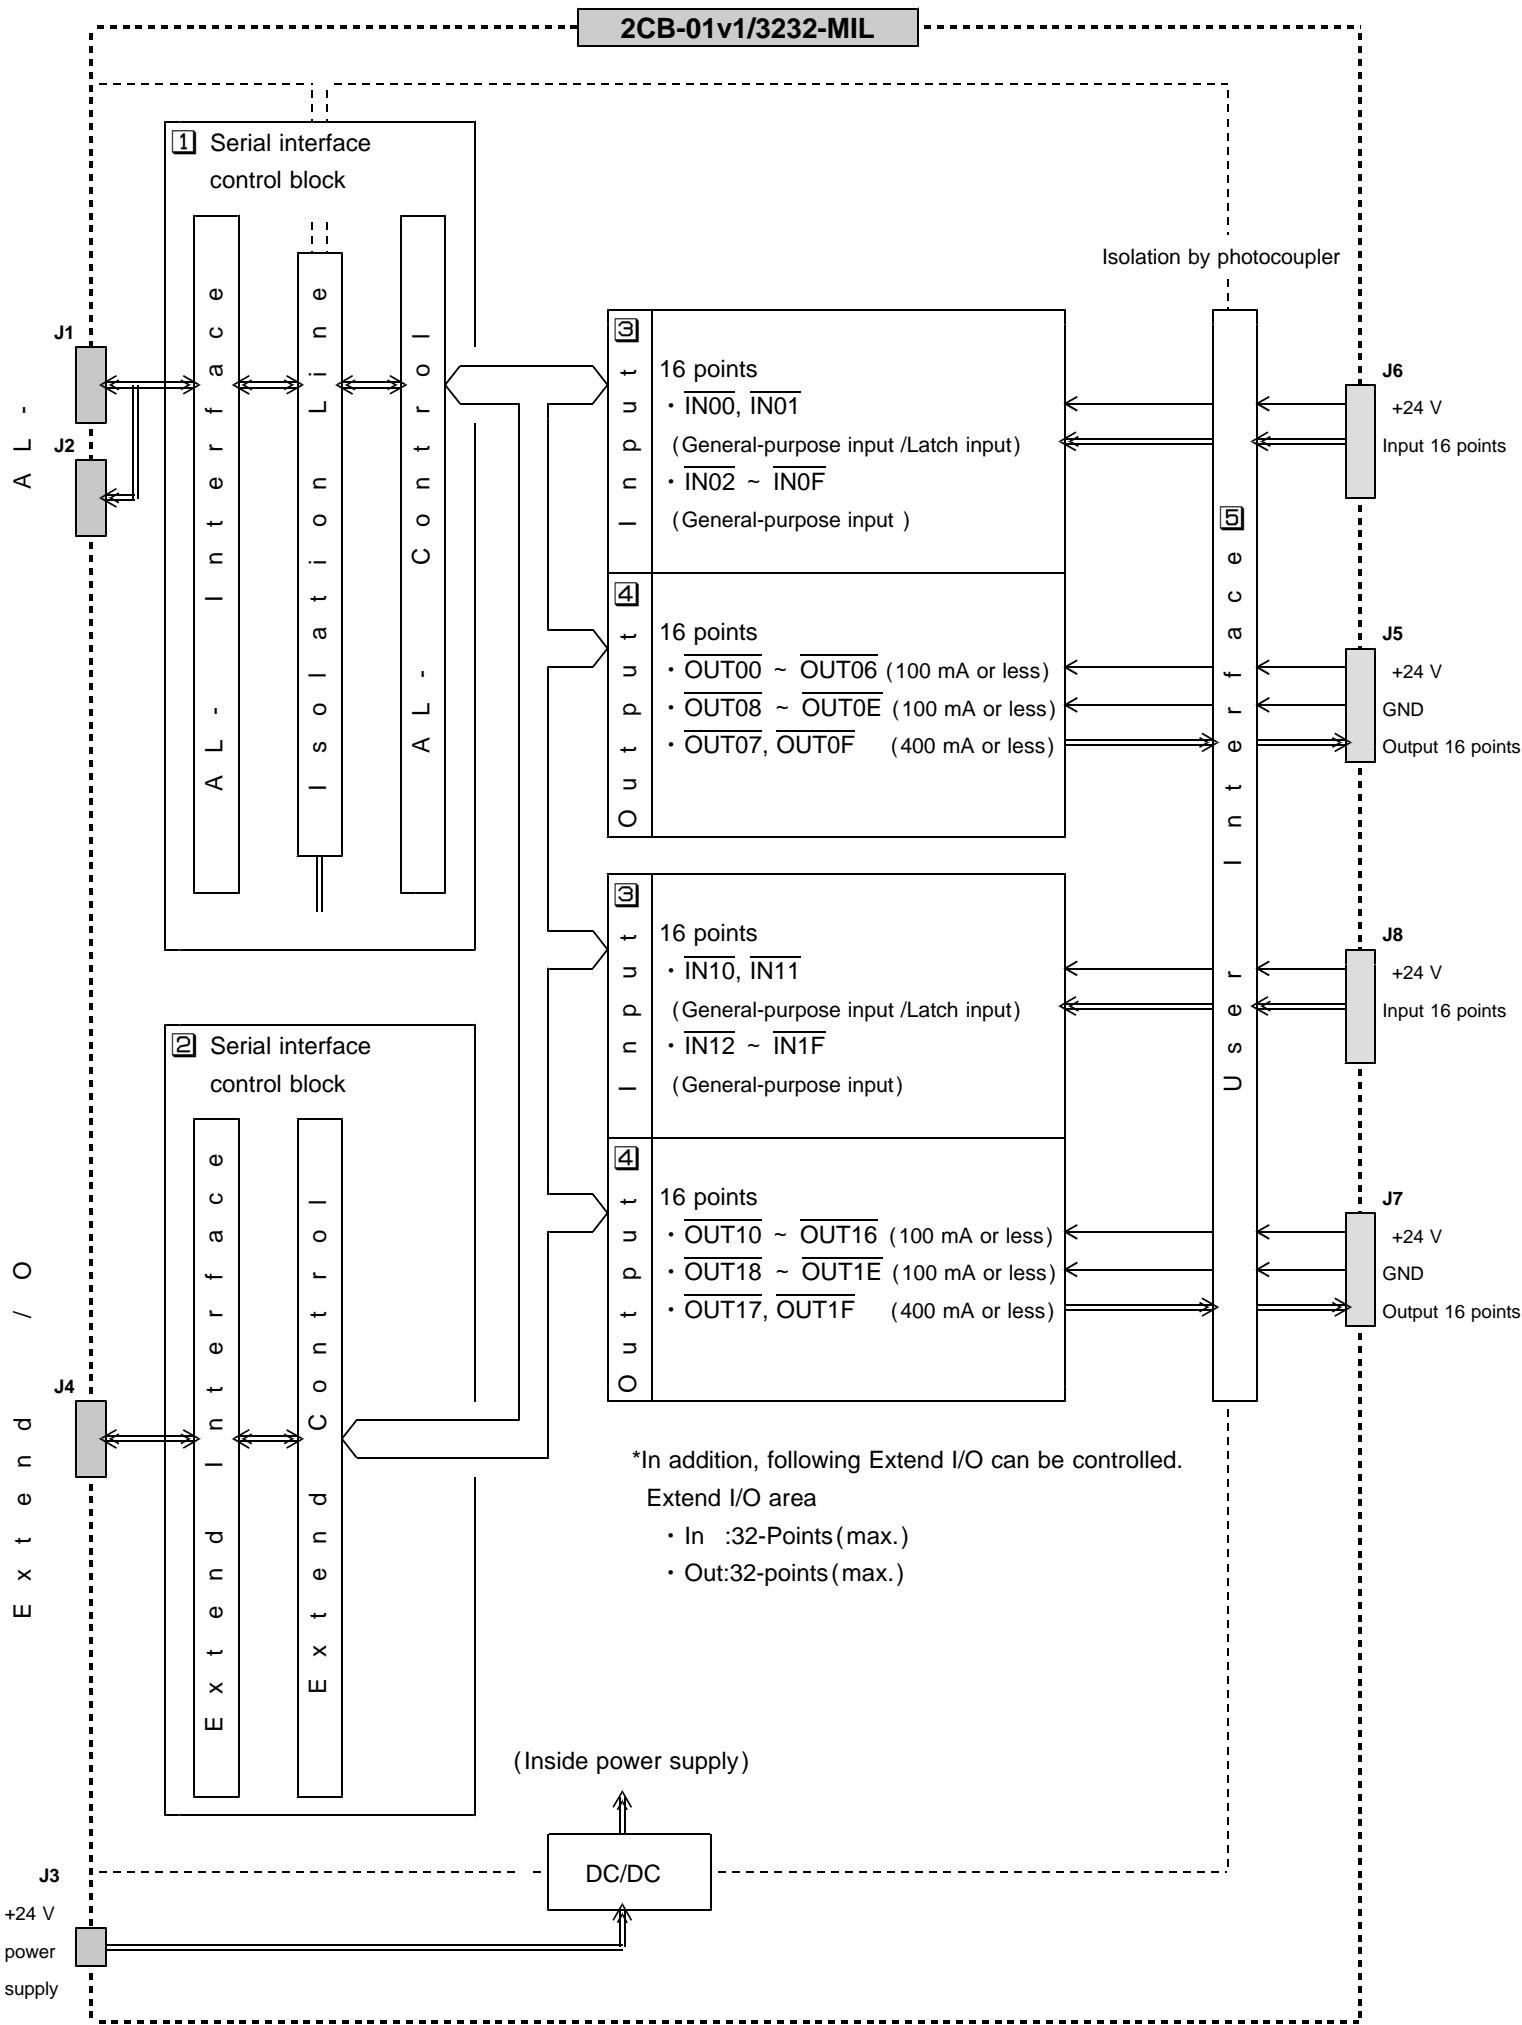 2CB-01v1/3232-MIL
1 Serial interface
control block
AL- Interface
Isolation Line
AL- Control
J1
J2
AL-
Isolation by photocoupler
3
Input
16 points
・IN00, IN01
(General-purpose input /Latch input)
・IN02 ~ IN0F
(General-purpose input )
4
Output
16 points
・OUT00 ~ OUT06 (100 mA or less)
・OUT08 ~ OUT0E (100 mA or less)
・OUT07, OUT0F (400 mA or less)
3
Input
16 points
・IN10, IN11
(General-purpose input /Latch input)
・IN12 ~ IN1F
(General-purpose input)
4
Output
16 points
・OUT10 ~ OUT16 (100 mA or less)
・OUT18 ~ OUT1E (100 mA or less)
・OUT17, OUT1F (400 mA or less)
User Interface 5
J6
+24 V
Input 16 points
J5
+24 V
GND
Output 16 points
J8
+24 V
Input 16 points
J7
+24 V
GND
Output 16 points
2 Serial interface
control block
Extend Interface
Extend Control
J4
Extend /O
*In addition, following Extend I/O can be controlled.
Extend I/O area
・In :32-Points(max.)
・Out:32-points(max.)
(Inside power supply)
DC/DC
J3
+24 V
power
supply